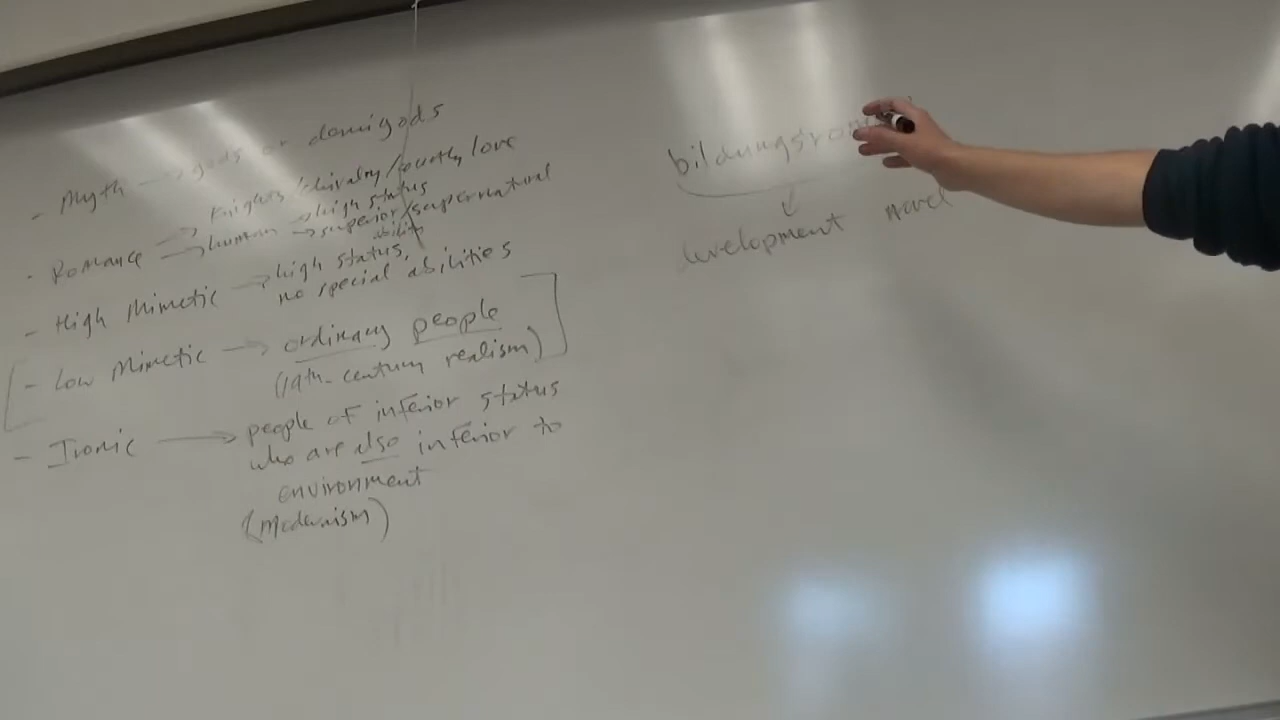 - Myth → gods or demigods
- Romance → Knights/chivalry/courtly love
→ human → high status
→ superior/supernatural
ability
- High Mimetic → high status,
no special abilities
- Low Mimetic → ordinary people
(19th-century realism)
- Ironic → people of inferior status
who are also inferior to
environment
(Modernism)
development novel